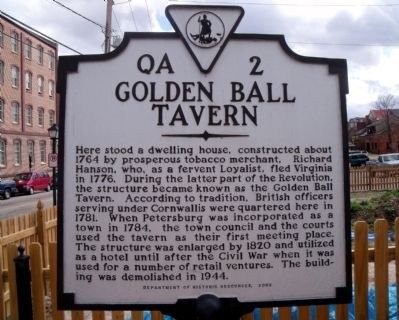 QA 2
GOLDEN BALL
TAVERN
Here stood a dwelling house, constructed about
1764 by prosperous tobacco merchant, Richard
Hanson, who, as a fervent Loyalist, fled Virginia
in 1776. During the latter part of the Revolution,
the structure became known as the Golden Ball
Tavern. According to tradition, British officers
serving under Cornwallis were quartered here in
1781. When Petersburg was incorporated as a
town in 1784, the town council and the courts
used the tavern as their first meeting place.
The structure was enlarged by 1820 and utilized
as a hotel until after the Civil War when it was
used for a number of retail ventures. The build-
ing was demolished in 1944.
DEPARTMENT OF HISTORIC RESOURCES,